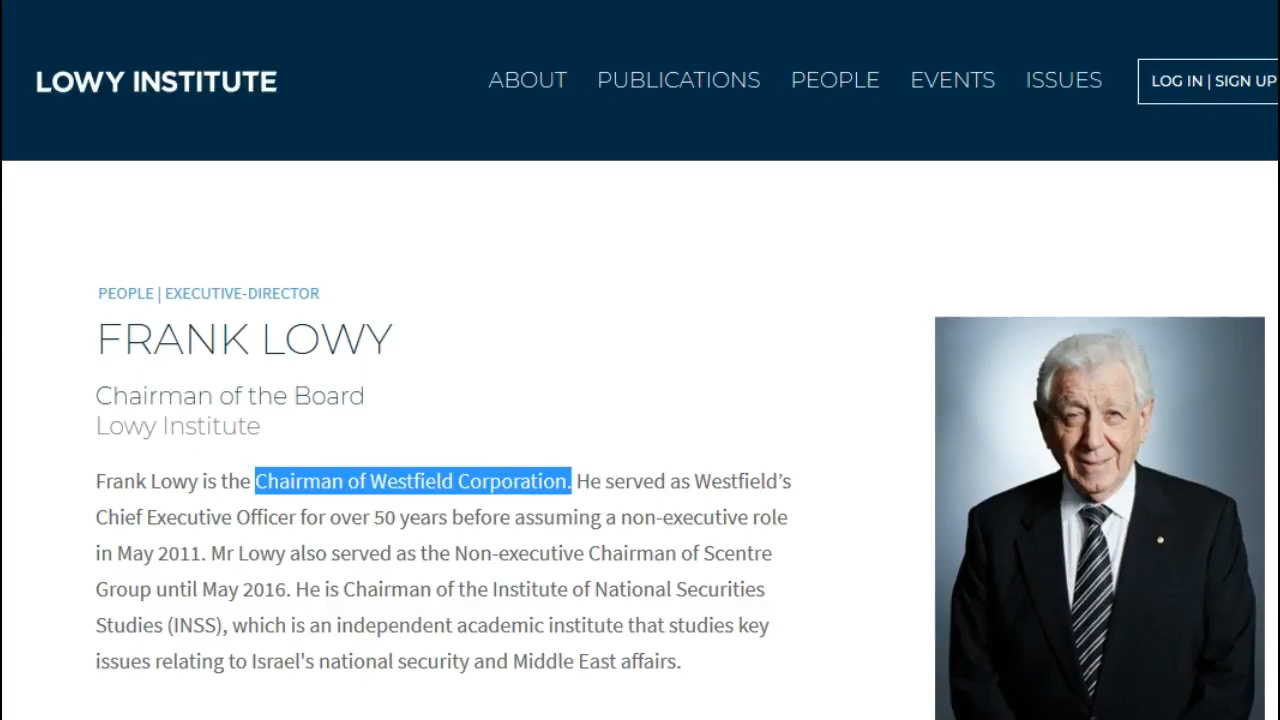 LOWY INSTITUTE
ABOUT PUBLICATIONS PEOPLE EVENTS ISSUES
LOG IN | SIGN UP
PEOPLE | EXECUTIVE-DIRECTOR
FRANK LOWY
Chairman of the Board
Lowy Institute
Frank Lowy is the Chairman of Westfield Corporation. He served as Westfield’s
Chief Executive Officer for over 50 years before assuming a non-executive role
in May 2011. Mr Lowy also served as the Non-executive Chairman of Scentre
Group until May 2016. He is Chairman of the Institute of National Securities
Studies (INSS), which is an independent academic institute that studies key
issues relating to Israel's national security and Middle East affairs.